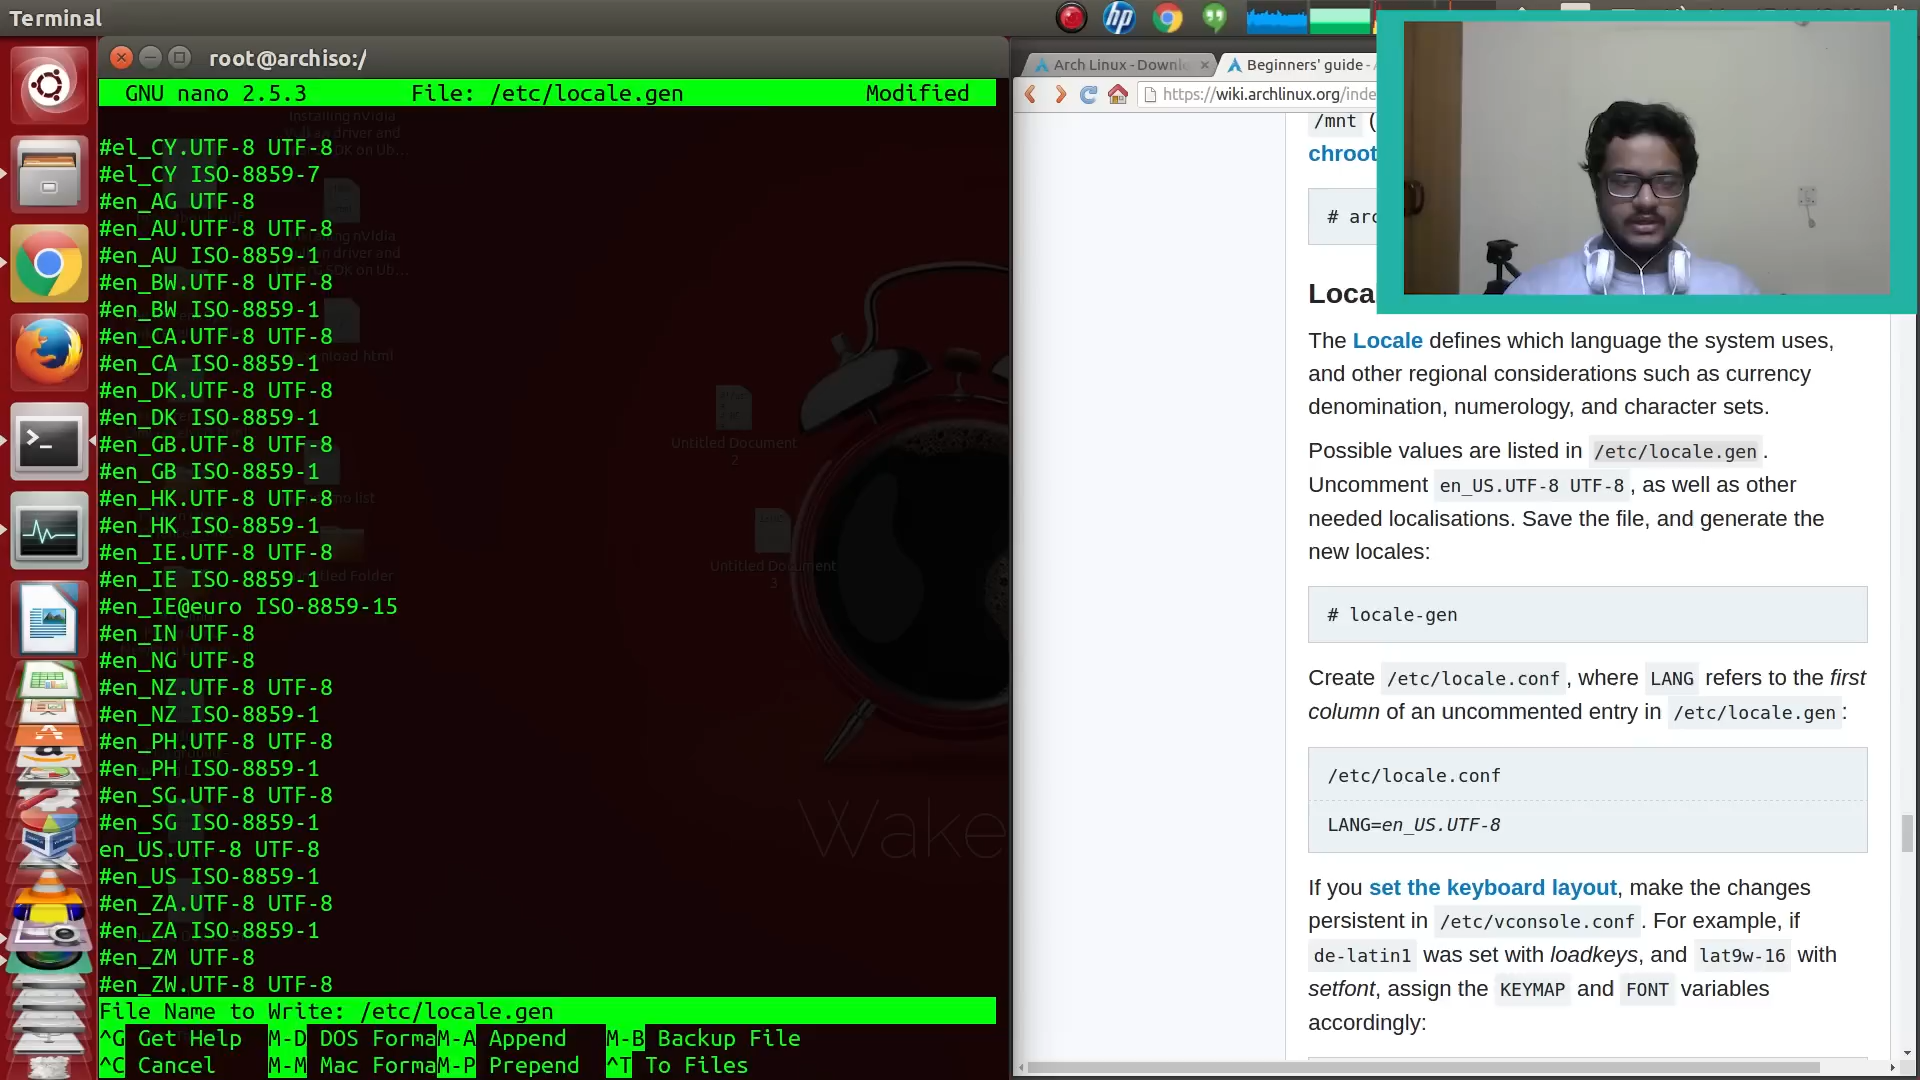 Terminal
root@archiso:/
GNU nano 2.5.3 File: /etc/locale.gen Modified
#el_CY.UTF-8 UTF-8
#el_CY ISO-8859-7
#en_AG UTF-8
#en_AU.UTF-8 UTF-8
#en_AU ISO-8859-1
#en_BW.UTF-8 UTF-8
#en_BW ISO-8859-1
#en_CA.UTF-8 UTF-8
#en_CA ISO-8859-1
#en_DK.UTF-8 UTF-8
#en_DK ISO-8859-1
#en_GB.UTF-8 UTF-8
#en_GB ISO-8859-1
#en_HK.UTF-8 UTF-8
#en_HK ISO-8859-1
#en_IE.UTF-8 UTF-8
#en_IE ISO-8859-1
#en_IE@euro ISO-8859-15
#en_IN UTF-8
#en_NG UTF-8
#en_NZ.UTF-8 UTF-8
#en_NZ ISO-8859-1
#en_PH.UTF-8 UTF-8
#en_PH ISO-8859-1
#en_SG.UTF-8 UTF-8
#en_SG ISO-8859-1
en_US.UTF-8 UTF-8
#en_US ISO-8859-1
#en_ZA.UTF-8 UTF-8
#en_ZA ISO-8859-1
#en_ZM UTF-8
#en_ZW.UTF-8 UTF-8
File Name to Write: /etc/locale.gen
^G Get Help M-D DOS Forma M-A Append M-B Backup File
^C Cancel M-M Mac Forma M-P Prepend ^T To Files
Untitled Document
2
Untitled Document
3
Wake
Arch Linux - Downlo
Beginners' guide -
https://wiki.archlinux.org/inde
/mnt (
chroot
# arc
Loca
The Locale defines which language the system uses,
and other regional considerations such as currency
denomination, numerology, and character sets.
Possible values are listed in /etc/locale.gen.
Uncomment en_US.UTF-8 UTF-8, as well as other
needed localisations. Save the file, and generate the
new locales:
# locale-gen
Create /etc/locale.conf, where LANG refers to the first
column of an uncommented entry in /etc/locale.gen:
/etc/locale.conf
LANG=en_US.UTF-8
If you set the keyboard layout, make the changes
persistent in /etc/vconsole.conf. For example, if
de-latin1 was set with loadkeys, and lat9w-16 with
setfont, assign the KEYMAP and FONT variables
accordingly: